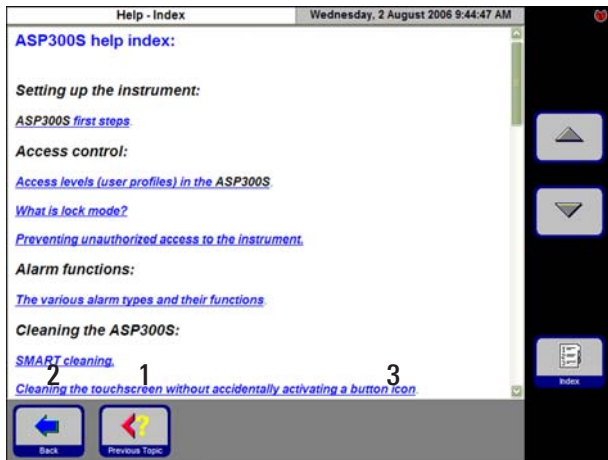 Help - Index
Wednesday, 2 August 2006 9:44:47 AM
ASP300S help index:
Setting up the instrument:
ASP300S first steps.
Access control:
Access levels (user profiles) in the ASP300S.
What is lock mode?
Preventing unauthorized access to the instrument.
Alarm functions:
The various alarm types and their functions.
Cleaning the ASP300S:
SMART cleaning.
2 1 3
Cleaning the touchscreen without accidentally activating a button icon.
Index
Back
Previous Topic